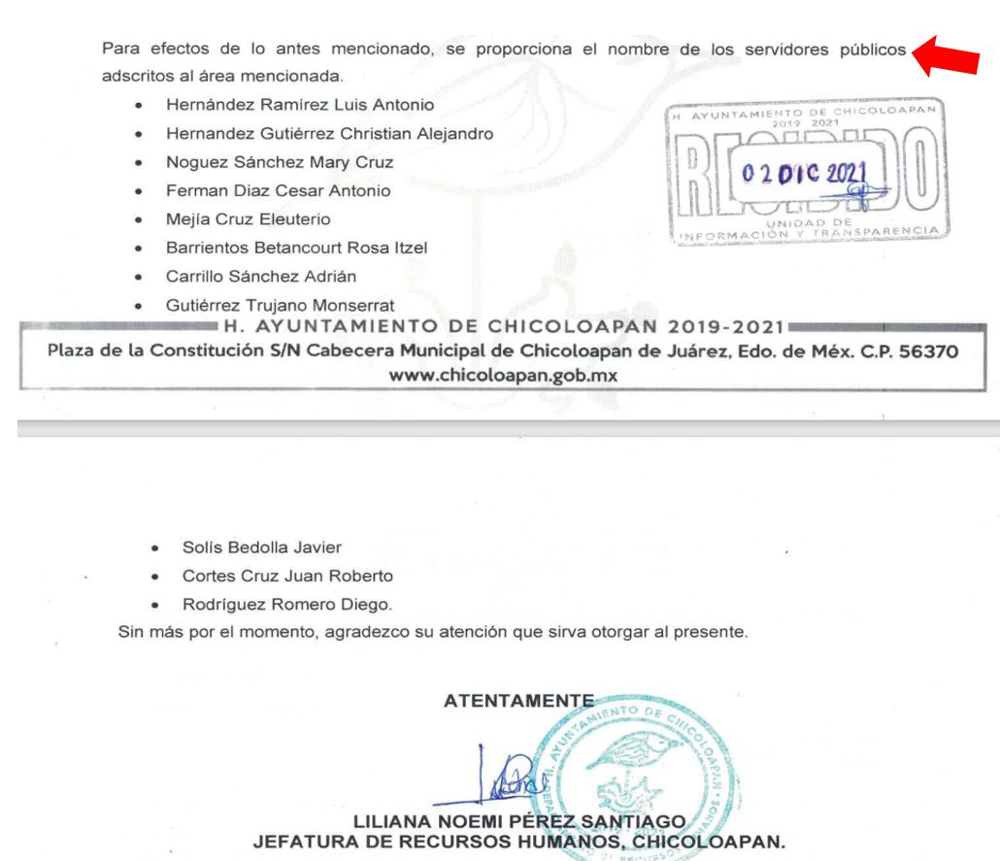 Para efectos de lo antes mencionado, se proporciona el nombre de los servidores públicos
adscritos al área mencionada.
• Hernández Ramírez Luis Antonio
• Hernandez Gutiérrez Christian Alejandro
• Noguez Sánchez Mary Cruz
• Ferman Diaz Cesar Antonio
• Mejía Cruz Eleuterio
• Barrientos Betancourt Rosa Itzel
• Carrillo Sánchez Adrián
• Gutiérrez Trujano Monserrat
H. AYUNTAMIENTO DE CHICOLOAPAN
2019 2021
RECIBIDO
02 DIC 2021
UNIDAD DE
INFORMACIÓN Y TRANSPARENCIA
H. AYUNTAMIENTO DE CHICOLOAPAN 2019-2021
Plaza de la Constitución S/N Cabecera Municipal de Chicoloapan de Juárez, Edo. de Méx. C.P. 56370
www.chicoloapan.gob.mx
• Solís Bedolla Javier
• Cortes Cruz Juan Roberto
• Rodríguez Romero Diego.
Sin más por el momento, agradezco su atención que sirva otorgar al presente.
ATENTAMENTE
H. AYUNTAMIENTO DE CHICOLOAPAN
LILIANA NOEMI PÉREZ SANTIAGO
JEFATURA DE RECURSOS HUMANOS, CHICOLOAPAN.